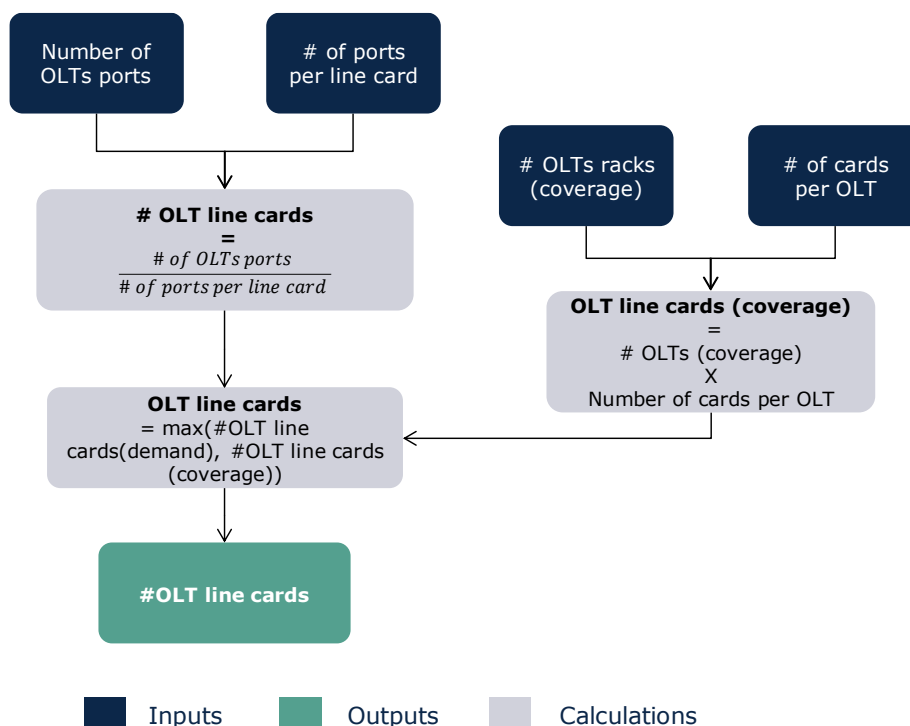 Number of
OLTs ports
# of ports
per line card
# OLTs racks
(coverage)
# of cards
per OLT
# OLT line cards
=
# of OLTs ports
# of ports per line card
OLT line cards (coverage)
=
# OLTs (coverage)
X
Number of cards per OLT
OLT line cards
= max(#OLT line
cards(demand), #OLT line cards
(coverage))
#OLT line cards
Inputs
Outputs
Calculations